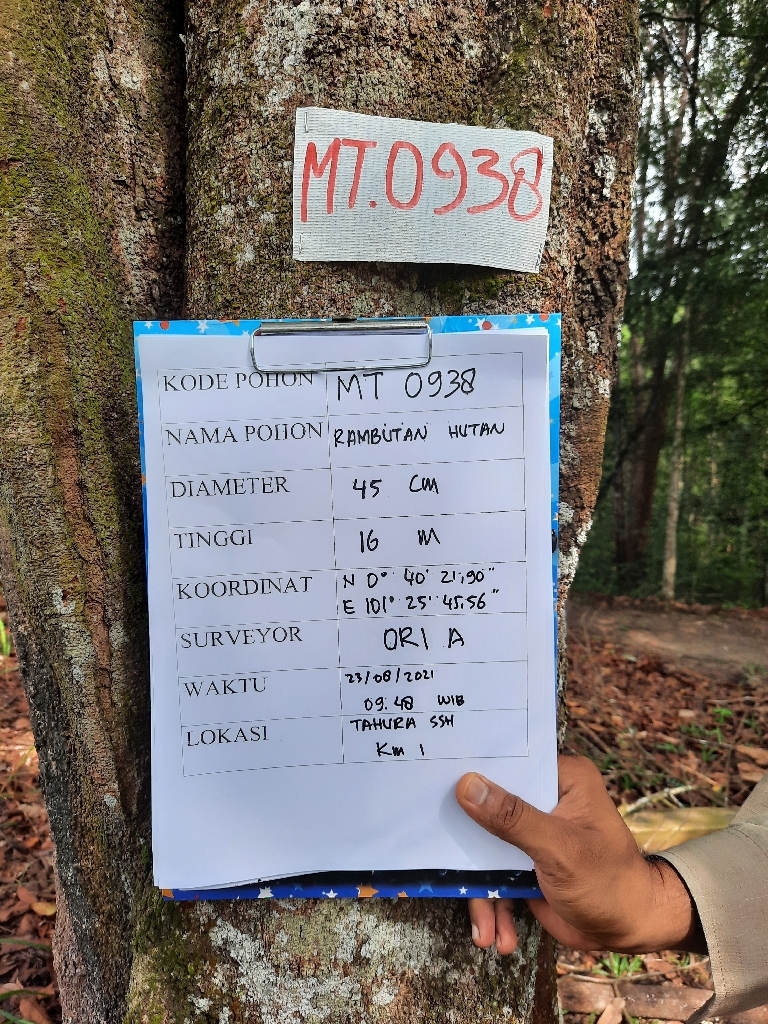 MT.0938
KODE POHON MT 0938
NAMA POHON RAMBUTAN HUTAN
DIAMETER 45 CM
TINGGI 16 M
KOORDINAT N 0° 40' 21,90"
E 101° 25' 45,56"
SURVEYOR ORI A
WAKTU 23/08/2021
09:48 WIB
LOKASI TAHURA SSH
Km 1